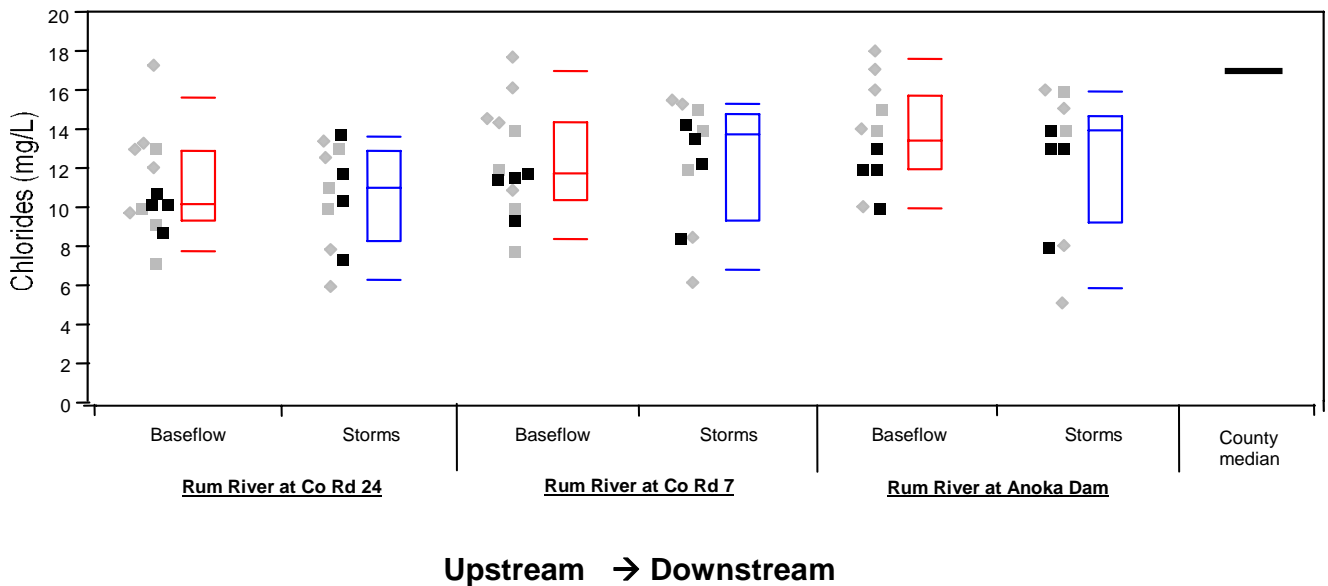 20
18
16
14
12
10
8
6
4
2
0
Chlorides (mg/L)
Baseflow Storms Baseflow Storms Baseflow Storms County
median
Rum River at Co Rd 24 Rum River at Co Rd 7 Rum River at Anoka Dam
Upstream → Downstream